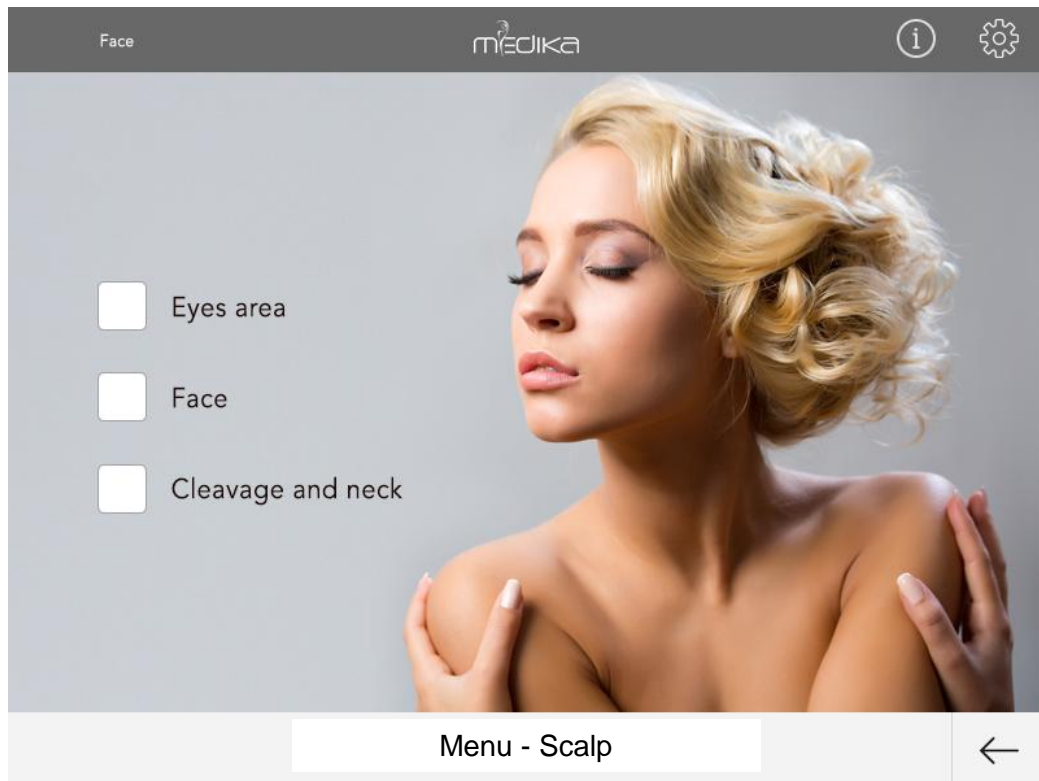 Face
medika
Eyes area
Face
Cleavage and neck
Menu - Scalp